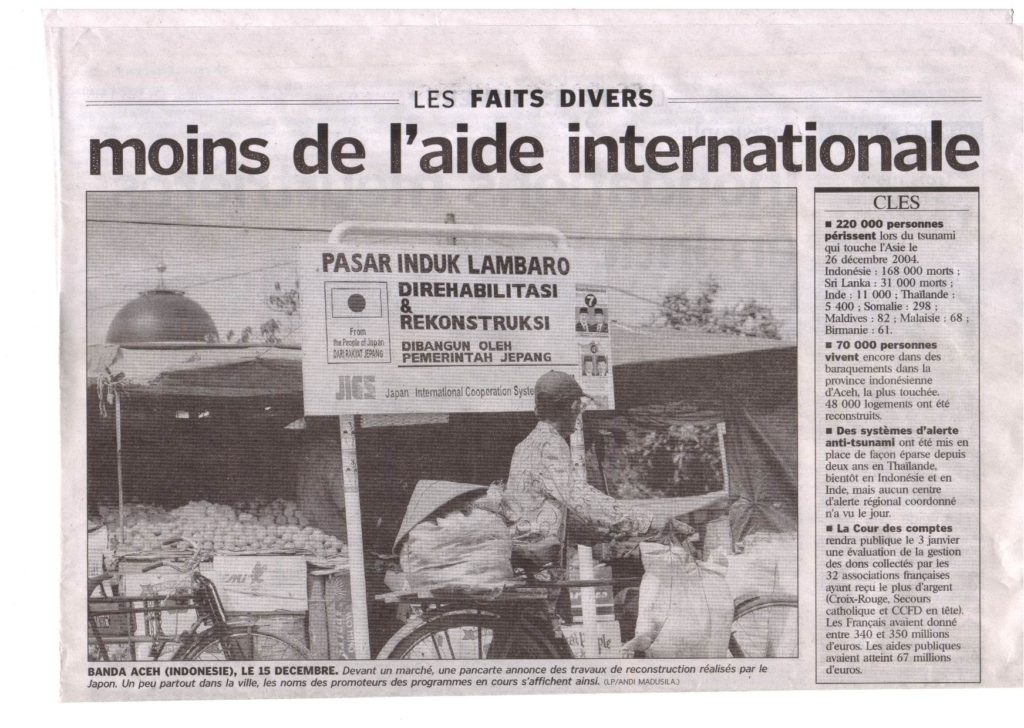 LES FAITS DIVERS
moins de l'aide internationale
PASAR INDUK LAMBARO
DIREHABILITASI
&
REKONSTRUKSI
From
the People of Japan
DARI RAKYAT JEPANG
DIBANGUN OLEH
PEMERINTAH JEPANG
7
Japan International Cooperation System
BANDA ACEH (INDONESIE), LE 15 DECEMBRE. Devant un marché, une pancarte annonce des travaux de reconstruction réalisés par le
Japon. Un peu partout dans la ville, les noms des promoteurs des programmes en cours s'affichent ainsi. (LP/ANDI MADUSILA.)
CLES
■ 220 000 personnes
périssent lors du tsunami
qui touche l'Asie le
26 décembre 2004.
Indonésie : 168 000 morts ;
Sri Lanka : 31 000 morts ;
Inde : 11 000 ; Thaïlande :
5 400 ; Somalie : 298 ;
Maldives : 82 ; Malaisie : 68 ;
Birmanie : 61.
■ 70 000 personnes
vivent encore dans des
baraquements dans la
province indonésienne
d'Aceh, la plus touchée.
48 000 logements ont été
reconstruits.
■ Des systèmes d'alerte
anti-tsunami ont été mis en
place de façon éparse depuis
deux ans en Thaïlande,
bientôt en Indonésie et en
Inde, mais aucun centre
d'alerte régional coordonné
n'a vu le jour.
■ La Cour des comptes
rendra publique le 3 janvier
une évaluation de la gestion
des dons collectés par les
32 associations françaises
ayant reçu le plus d'argent
(Croix-Rouge, Secours
catholique et CCFD en tête).
Les Français avaient donné
entre 340 et 350 millions
d'euros. Les aides publiques
avaient atteint 67 millions
d'euros.